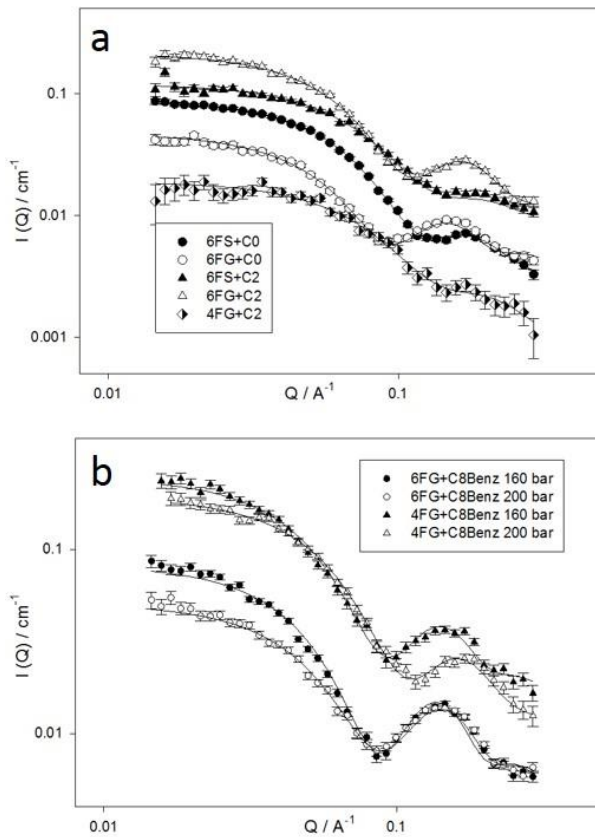 a
0.1
0.01
0.001
I (Q) / cm⁻¹
6FS+C0
6FG+C0
6FS+C2
6FG+C2
4FG+C2
0.01
0.1
Q / A⁻¹
b
6FG+C8Benz 160 bar
6FG+C8Benz 200 bar
4FG+C8Benz 160 bar
4FG+C8Benz 200 bar
0.1
0.01
I (Q) / cm⁻¹
0.01
0.1
Q / A⁻¹